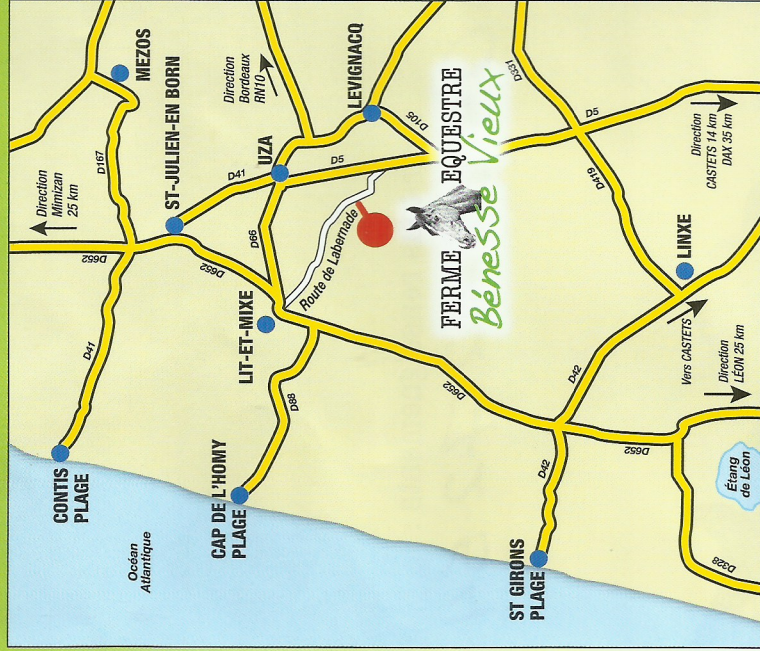 MEZOS
Direction
Bordeaux
RN10
LEVIGNACQ
D331
ST-JULIEN-EN BORN
D167
UZA
D105
D5
D5
Direction
CASTETS 14 km
DAX 35 km
Direction
Mimizan
25 km
D41
D66
D652
D652
Route de Labernade
FERME EQUESTRE
Bénesse Vieux
D419
LINXE
LIT-ET-MIXE
D41
D88
D652
D42
Vers CASTETS
Direction
LÉON 25 km
CONTIS
PLAGE
CAP DE L'HOMY
PLAGE
D42
D652
Étang
de Léon
Océan
Atlantique
ST GIRONS
PLAGE
D328